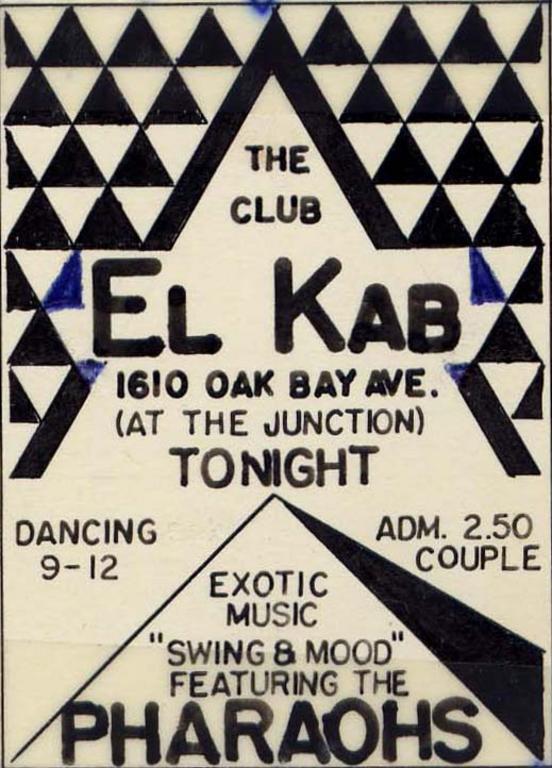 THE
CLUB
EL KAB
1610 OAK BAY AVE.
(AT THE JUNCTION)
TONIGHT
DANCING
9-12
ADM. 2.50
COUPLE
EXOTIC
MUSIC
"SWING & MOOD"
FEATURING THE
PHARAOHS